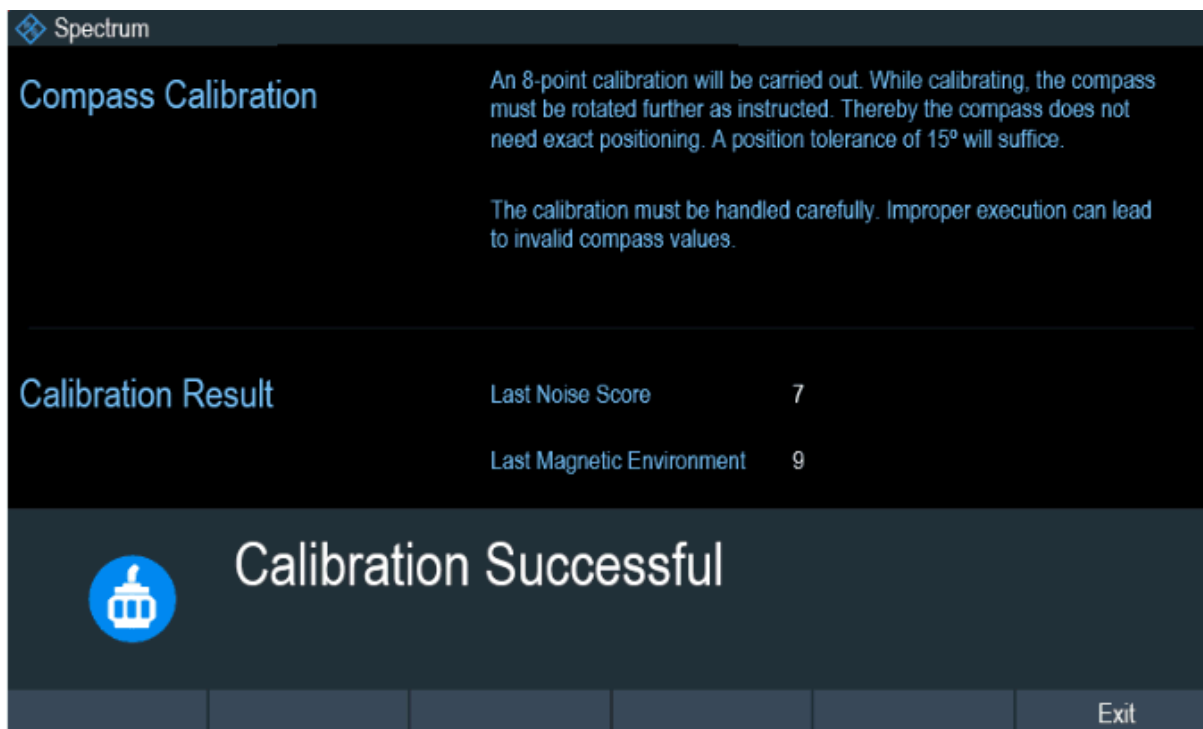 Spectrum
Compass Calibration
An 8-point calibration will be carried out. While calibrating, the compass
must be rotated further as instructed. Thereby the compass does not
need exact positioning. A position tolerance of 15º will suffice.
The calibration must be handled carefully. Improper execution can lead
to invalid compass values.
Calibration Result
Last Noise Score 7
Last Magnetic Environment 9
Calibration Successful
Exit